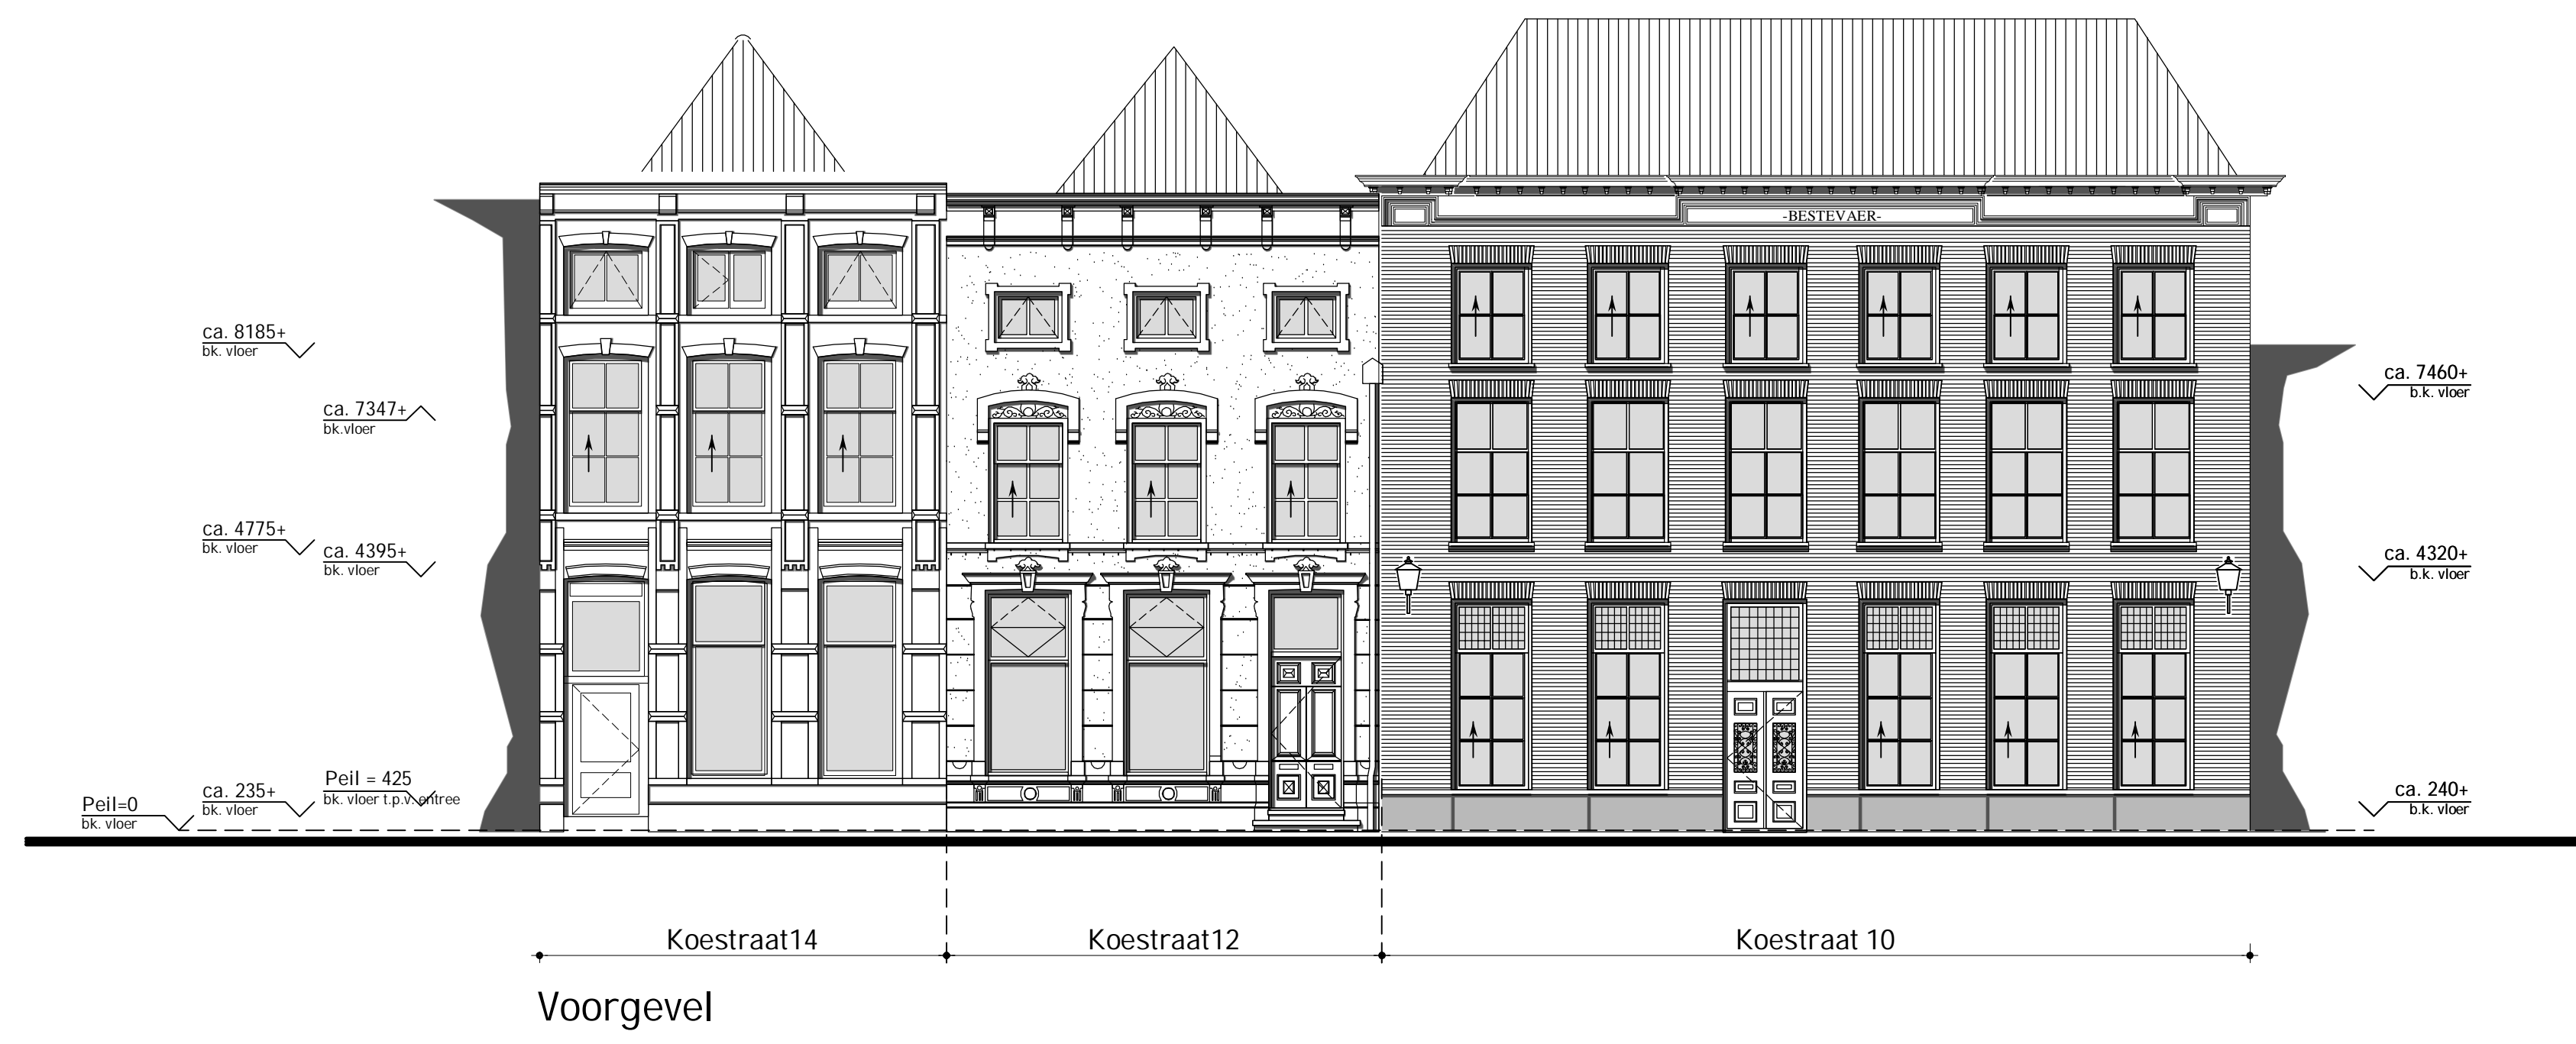 -BESTEVAER-
ca. 8185+
bk. vloer
ca. 7347+
bk.vloer
ca. 4775+
bk. vloer
ca. 4395+
bk. vloer
Peil = 425
bk. vloer t.p.v. entree
ca. 235+
bk. vloer
Peil=0
bk. vloer
ca. 7460+
b.k. vloer
ca. 4320+
b.k. vloer
ca. 240+
b.k. vloer
Koestraat14
Koestraat12
Koestraat 10
Voorgevel